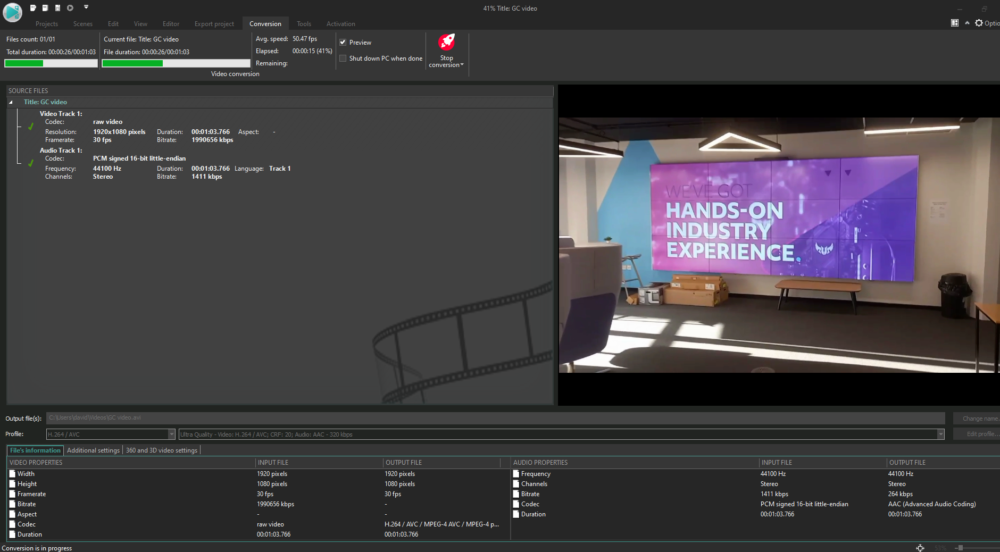 41% Title: GC video
Projects Scenes Edit View Editor Export project Conversion Tools Activation
Files count: 01/01
Total duration: 00:00:26/00:01:03
Current file: Title: GC video
File duration: 00:00:26/00:01:03
Avg. speed: 50.47 fps
Elapsed: 00:00:15 (41%)
Remaining:
Preview
Shut down PC when done
Stop
conversion
Video conversion
Optio
SOURCE FILES
Title: GC video
Video Track 1:
Codec: raw video
Resolution: 1920x1080 pixels Duration: 00:01:03.766 Aspect: -
Framerate: 30 fps Bitrate: 1990656 kbps
Audio Track 1:
Codec: PCM signed 16-bit little-endian
Frequency: 44100 Hz Duration: 00:01:03.766 Language: Track 1
Channels: Stereo Bitrate: 1411 kbps
WE'VE GOT
HANDS-ON
INDUSTRY
EXPERIENCE.
Output file(s): C:\Users\david\Videos\GC video.avi Change name.
Profile: H.264 / AVC Ultra Quality - Video: H.264 / AVC; CRF: 20; Audio: AAC - 320 kbps Edit profile...
File's information Additional settings 360 and 3D video settings
VIDEO PROPERTIES INPUT FILE OUTPUT FILE
Width 1920 pixels 1920 pixels
Height 1080 pixels 1080 pixels
Framerate 30 fps 30 fps
Bitrate 1990656 kbps -
Aspect - -
Codec raw video H.264 / AVC / MPEG-4 AVC / MPEG-4 p...
Duration 00:01:03.766 00:01:03.766
AUDIO PROPERTIES INPUT FILE OUTPUT FILE
Frequency 44100 Hz 44100 Hz
Channels Stereo Stereo
Bitrate 1411 kbps 264 kbps
Codec PCM signed 16-bit little-endian AAC (Advanced Audio Coding)
Duration 00:01:03.766 00:01:03.766
Conversion is in progress
53%